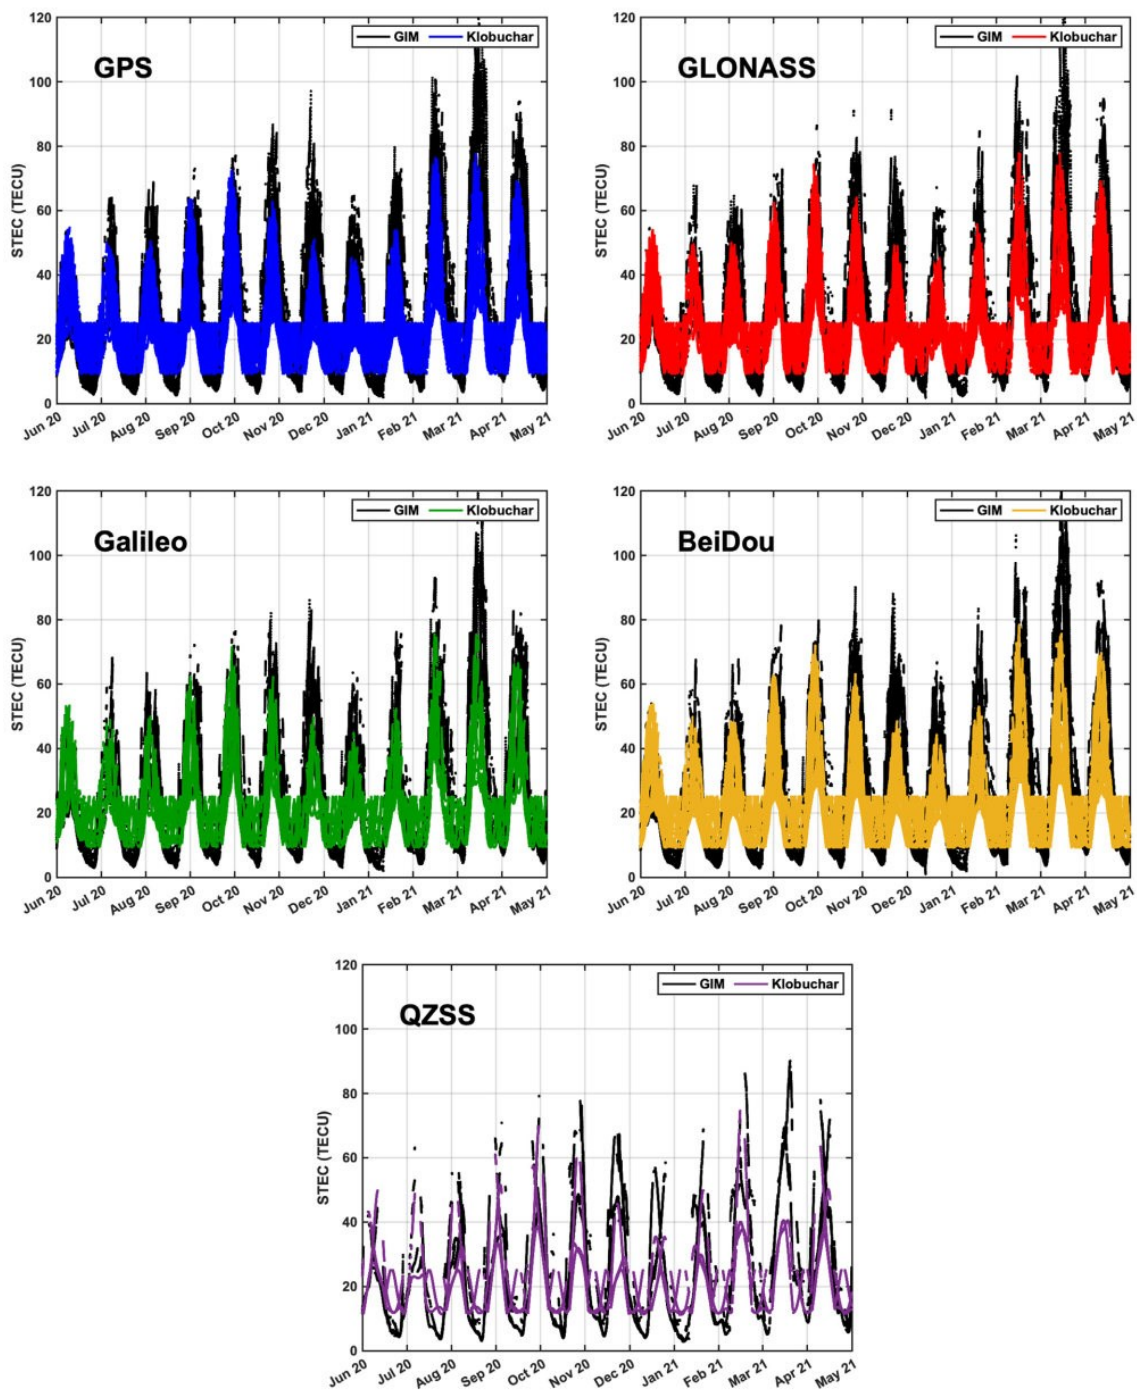 GPS
GIM Klobuchar
STEC (TECU)
120
100
80
60
40
20
0
Jun 20 Jul 20 Aug 20 Sep 20 Oct 20 Nov 20 Dec 20 Jan 21 Feb 21 Mar 21 Apr 21 May 21
GLONASS
GIM Klobuchar
STEC (TECU)
120
100
80
60
40
20
0
Jun 20 Jul 20 Aug 20 Sep 20 Oct 20 Nov 20 Dec 20 Jan 21 Feb 21 Mar 21 Apr 21 May 21
Galileo
GIM Klobuchar
STEC (TECU)
120
100
80
60
40
20
0
Jun 20 Jul 20 Aug 20 Sep 20 Oct 20 Nov 20 Dec 20 Jan 21 Feb 21 Mar 21 Apr 21 May 21
BeiDou
GIM Klobuchar
STEC (TECU)
120
100
80
60
40
20
0
Jun 20 Jul 20 Aug 20 Sep 20 Oct 20 Nov 20 Dec 20 Jan 21 Feb 21 Mar 21 Apr 21 May 21
QZSS
GIM Klobuchar
STEC (TECU)
120
100
80
60
40
20
0
Jun 20 Jul 20 Aug 20 Sep 20 Oct 20 Nov 20 Dec 20 Jan 21 Feb 21 Mar 21 Apr 21 May 21